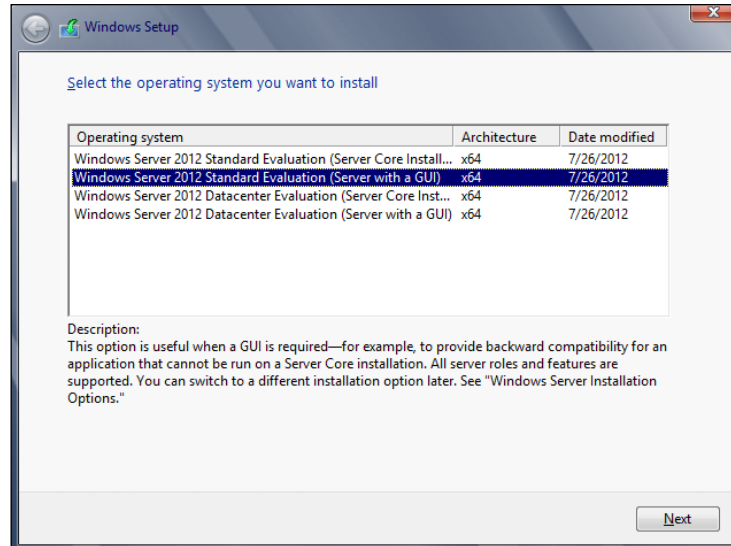 Windows Setup
Select the operating system you want to install
Operating system Architecture Date modified
Windows Server 2012 Standard Evaluation (Server Core Install... x64 7/26/2012
Windows Server 2012 Standard Evaluation (Server with a GUI) x64 7/26/2012
Windows Server 2012 Datacenter Evaluation (Server Core Inst... x64 7/26/2012
Windows Server 2012 Datacenter Evaluation (Server with a GUI) x64 7/26/2012
Description:
This option is useful when a GUI is required—for example, to provide backward compatibility for an
application that cannot be run on a Server Core installation. All server roles and features are
supported. You can switch to a different installation option later. See "Windows Server Installation
Options."
Next